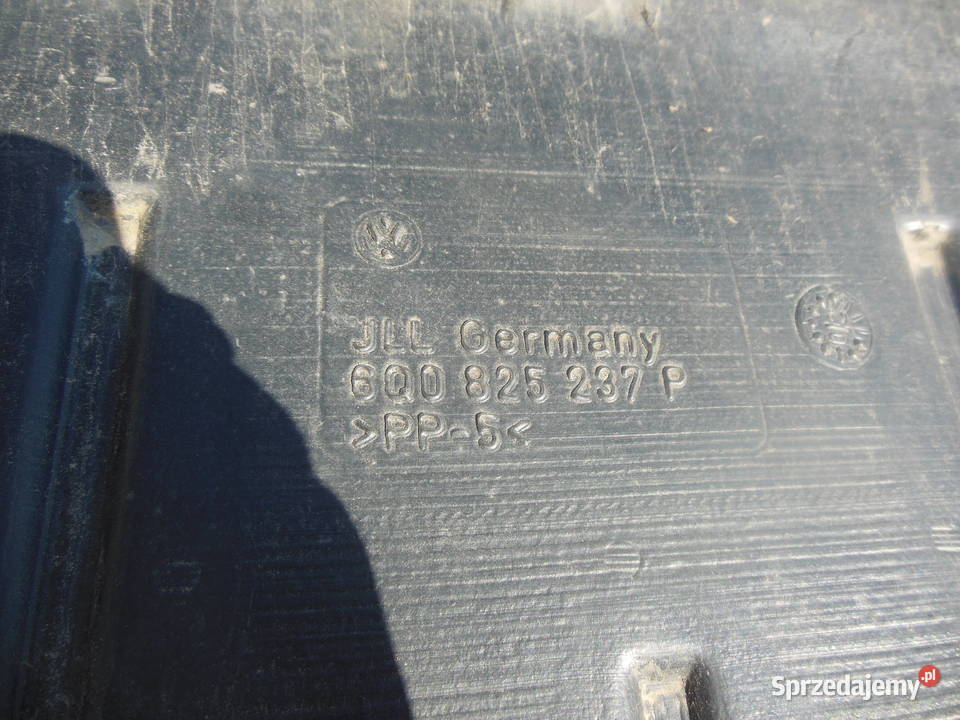 JLL Germany
6Q0 825 237 P
>PP-5<
Sprzedajemy.pl